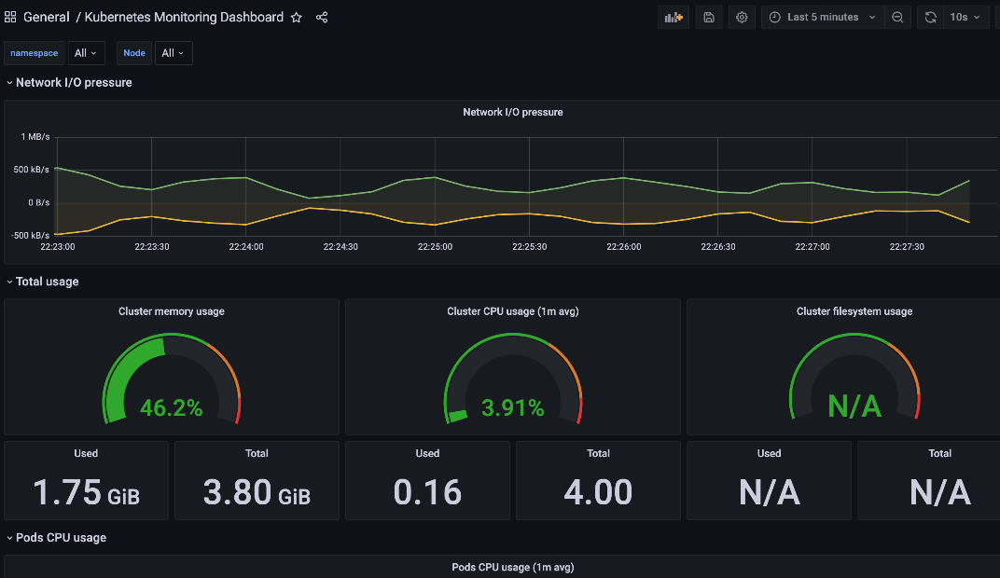 General / Kubernetes Monitoring Dashboard
Last 5 minutes
10s
namespace All Node All
Network I/O pressure
Network I/O pressure
1 MB/s
500 kB/s
0 B/s
-500 kB/s
22:23:00 22:23:30 22:24:00 22:24:30 22:25:00 22:25:30 22:26:00 22:26:30 22:27:00 22:27:30
Total usage
Cluster memory usage Cluster CPU usage (1m avg) Cluster filesystem usage
46.2% 3.91% N/A
Used Total Used Total Used Total
1.75 GiB 3.80 GiB 0.16 4.00 N/A N/A
Pods CPU usage
Pods CPU usage (1m avg)